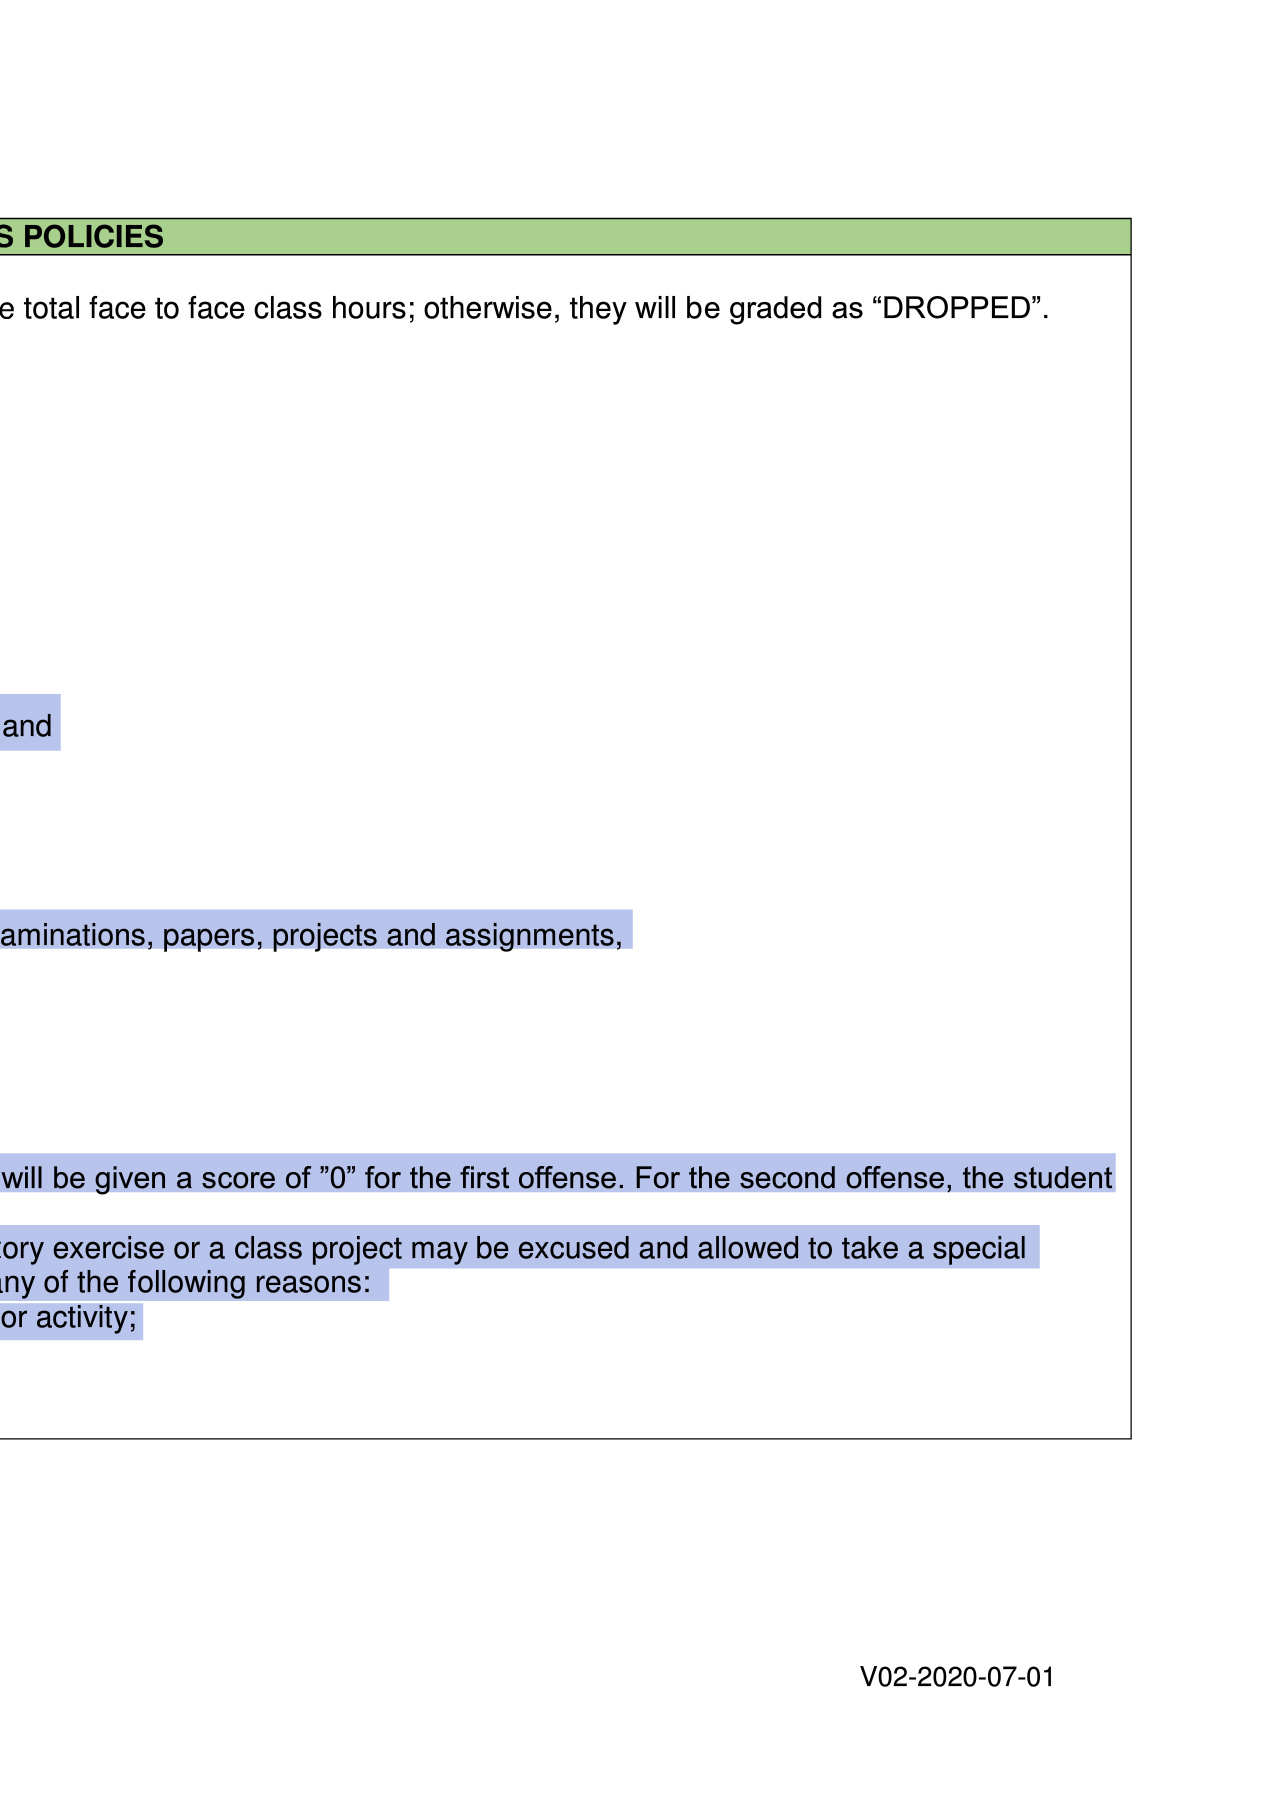 S POLICIES
e total face to face class hours; otherwise, they will be graded as “DROPPED”.
and
aminations, papers, projects and assignments,
will be given a score of ”0” for the first offense. For the second offense, the student
tory exercise or a class project may be excused and allowed to take a special
any of the following reasons:
or activity;
V02-2020-07-01